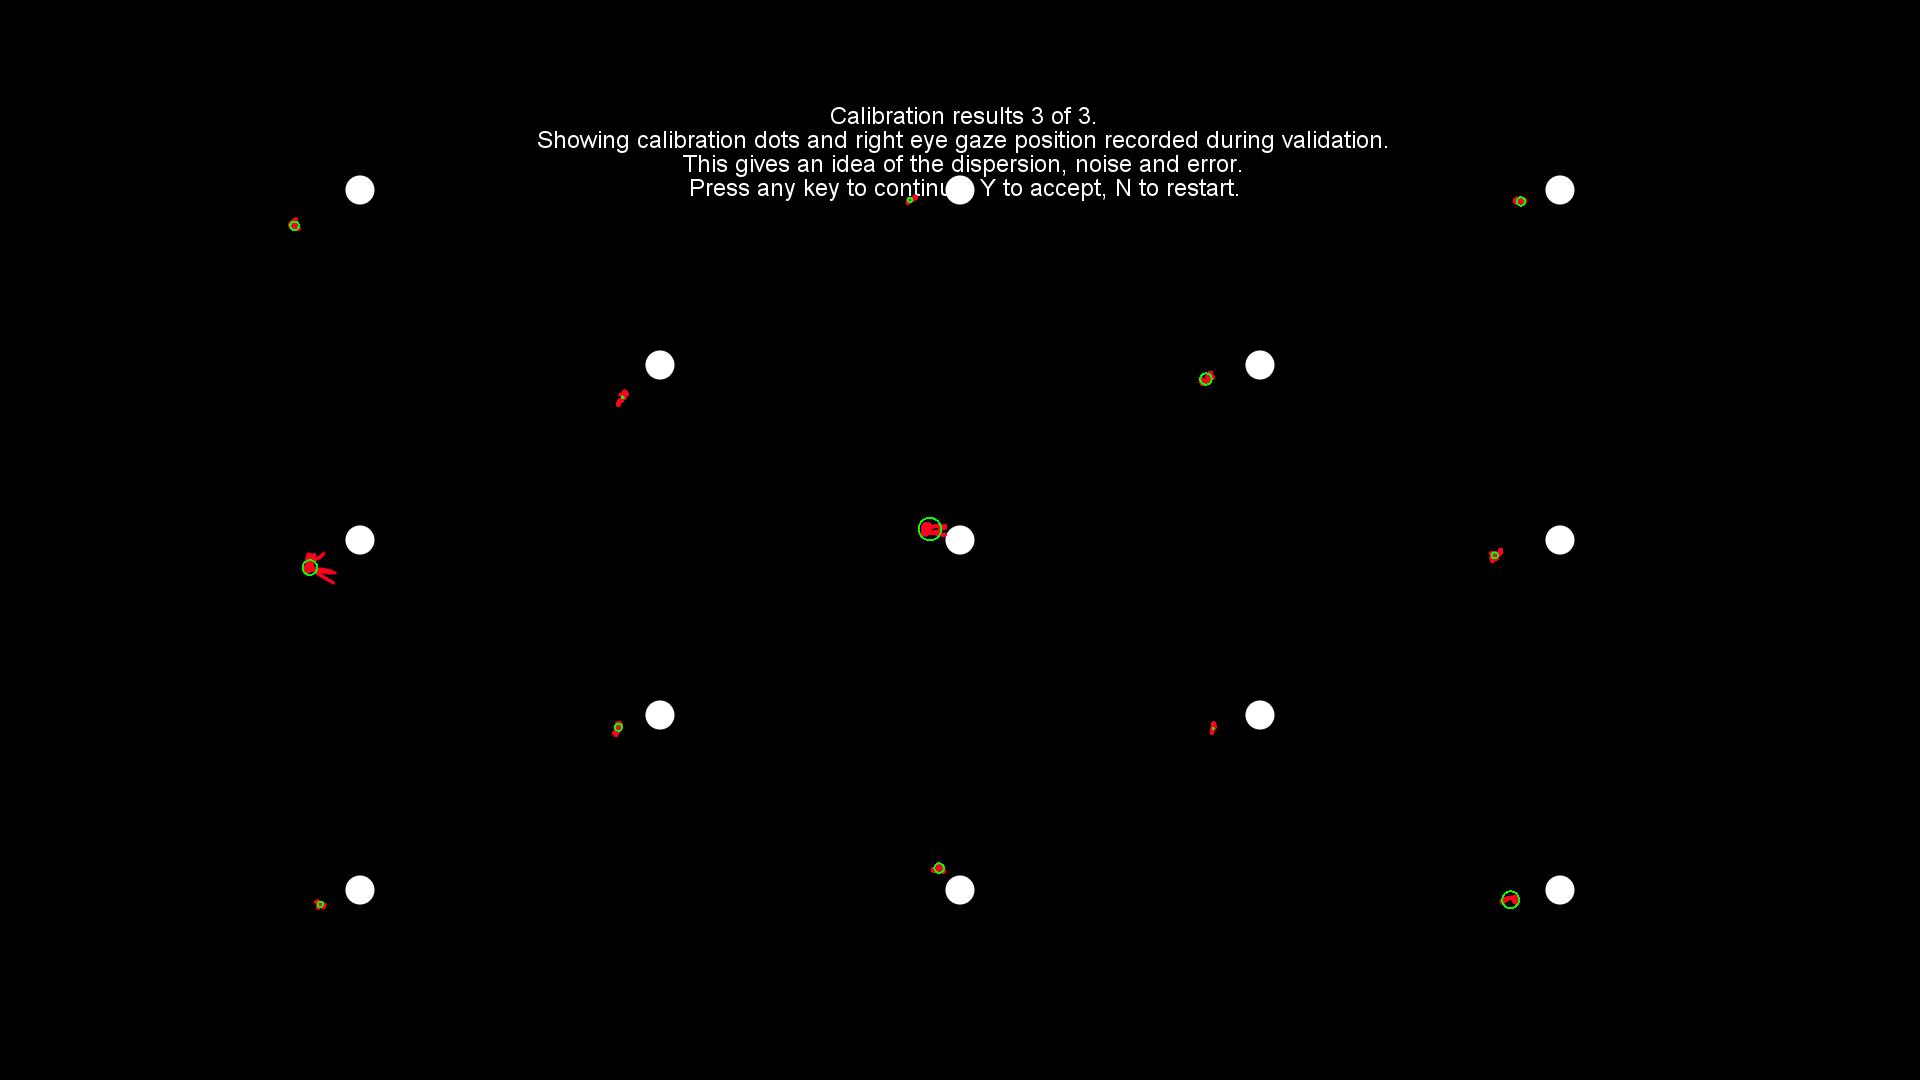 Calibration results 3 of 3.
Showing calibration dots and right eye gaze position recorded during validation.
This gives an idea of the dispersion, noise and error.
Press any key to continu Y to accept, N to restart.